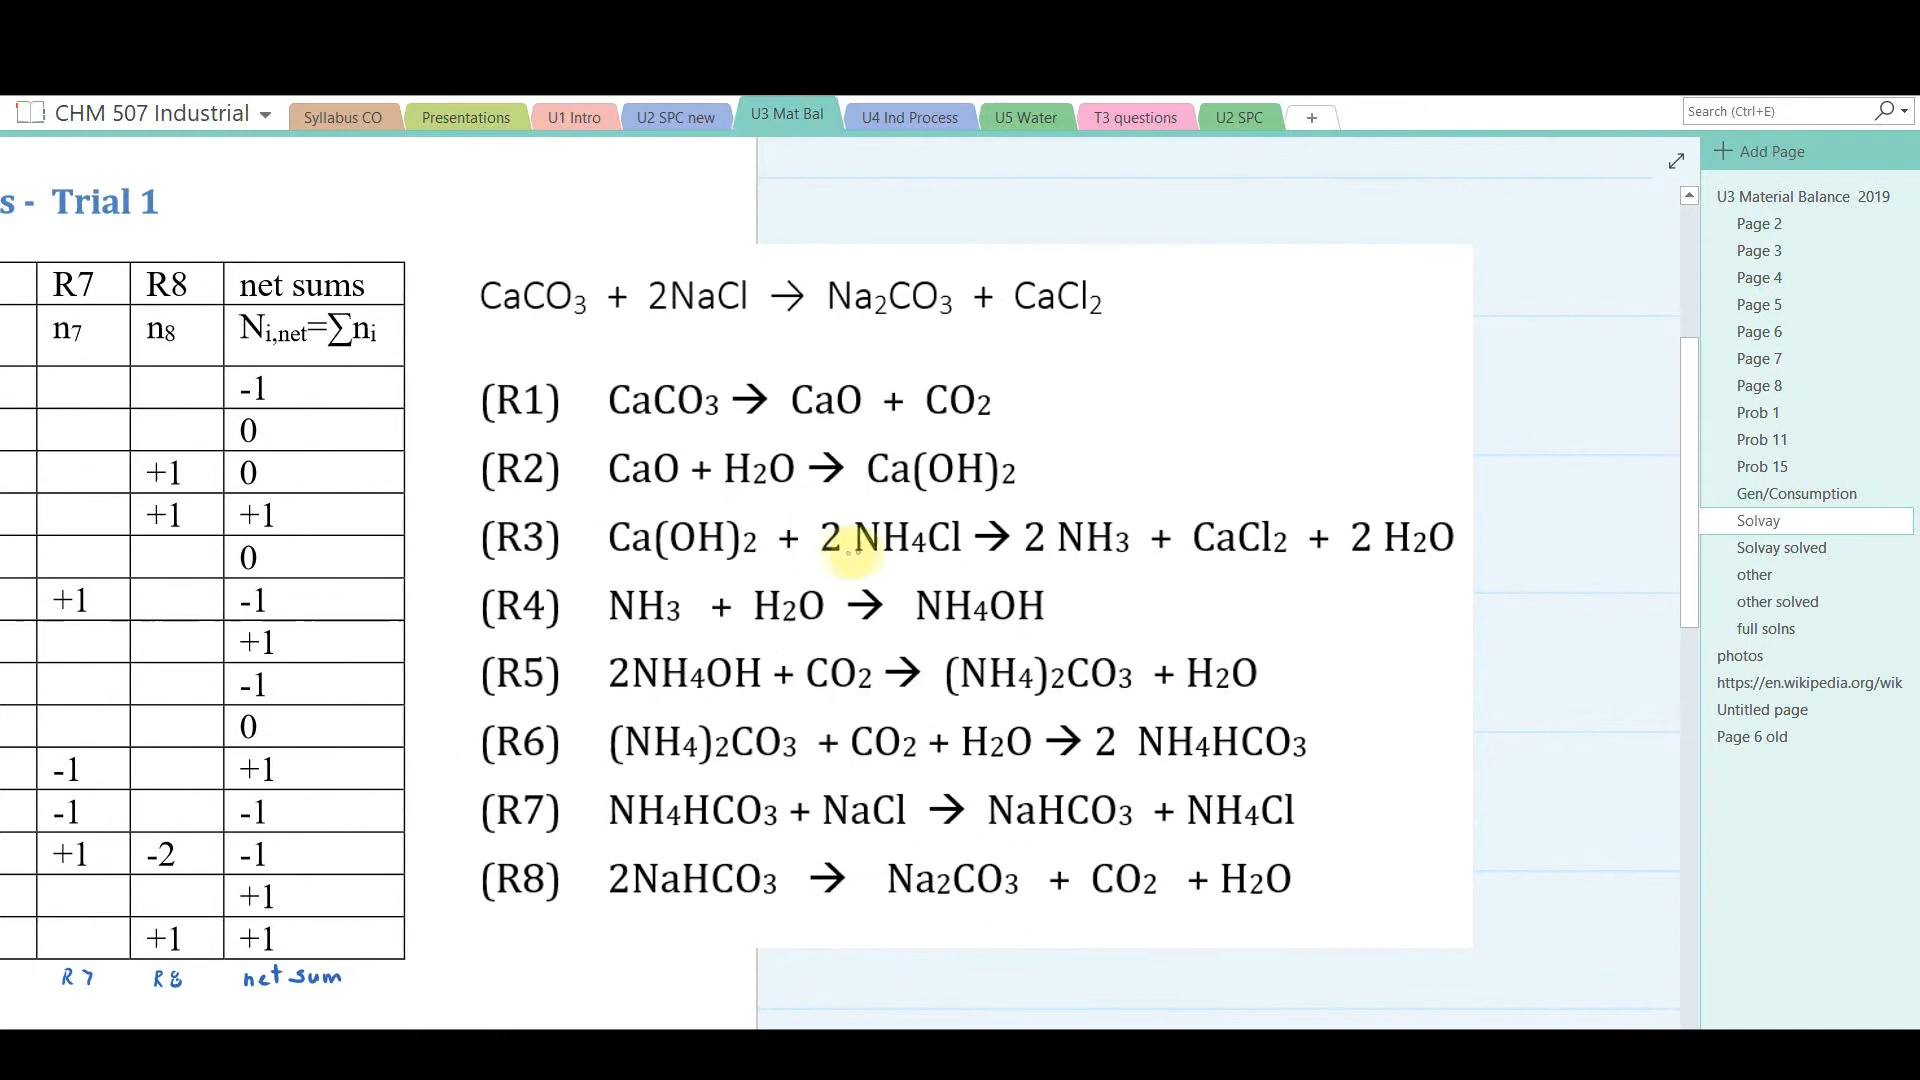 CHM 507 Industrial
Syllabus CO
Presentations
U1 Intro
U2 SPC new
U3 Mat Bal
U4 Ind Process
U5 Water
T3 questions
U2 SPC
+
Search (Ctrl+E)
s - Trial 1
R7 R8 net sums
n7 n8 Ni,net=∑ni
-1
0
+1 0
+1 +1
0
+1 -1
+1
-1
0
-1 +1
-1 -1
+1 -2 -1
+1
+1 +1
R7 R8 net sum
CaCO3 + 2NaCl → Na2CO3 + CaCl2
(R1) CaCO3 → CaO + CO2
(R2) CaO + H2O → Ca(OH)2
(R3) Ca(OH)2 + 2 NH4Cl → 2 NH3 + CaCl2 + 2 H2O
(R4) NH3 + H2O → NH4OH
(R5) 2NH4OH + CO2 → (NH4)2CO3 + H2O
(R6) (NH4)2CO3 + CO2 + H2O → 2 NH4HCO3
(R7) NH4HCO3 + NaCl → NaHCO3 + NH4Cl
(R8) 2NaHCO3 → Na2CO3 + CO2 + H2O
Add Page
U3 Material Balance 2019
Page 2
Page 3
Page 4
Page 5
Page 6
Page 7
Page 8
Prob 1
Prob 11
Prob 15
Gen/Consumption
Solvay
Solvay solved
other
other solved
full solns
photos
https://en.wikipedia.org/wik
Untitled page
Page 6 old